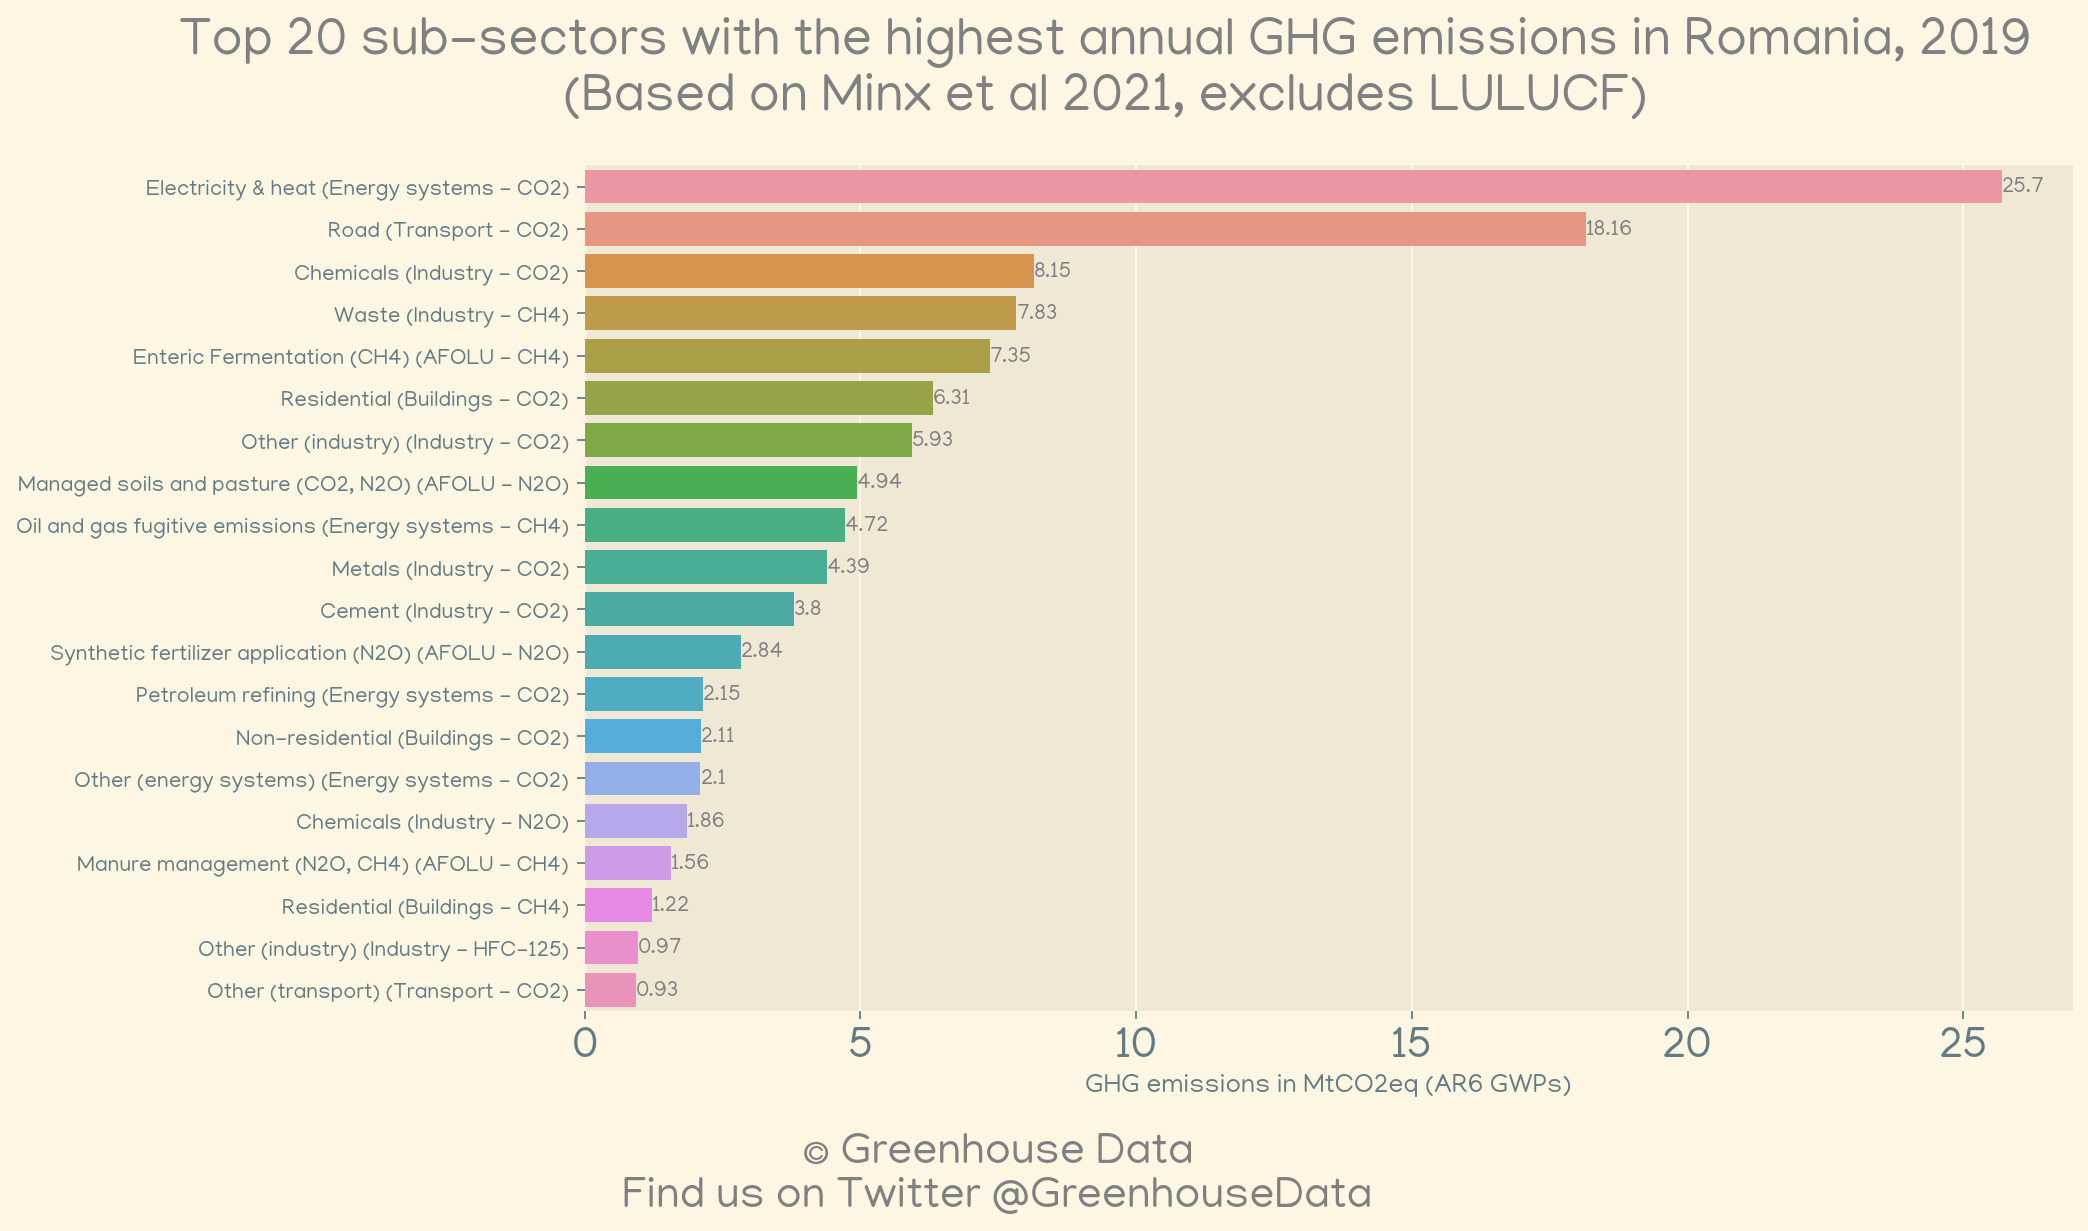 Top 20 sub-sectors with the highest annual GHG emissions in Romania, 2019
(Based on Minx et al 2021, excludes LULUCF)
Electricity & heat (Energy systems - CO2) 25.7
Road (Transport - CO2) 18.16
Chemicals (Industry - CO2) 8.15
Waste (Industry - CH4) 7.83
Enteric Fermentation (CH4) (AFOLU - CH4) 7.35
Residential (Buildings - CO2) 6.31
Other (industry) (Industry - CO2) 5.93
Managed soils and pasture (CO2, N2O) (AFOLU - N2O) 4.94
Oil and gas fugitive emissions (Energy systems - CH4) 4.72
Metals (Industry - CO2) 4.39
Cement (Industry - CO2) 3.8
Synthetic fertilizer application (N2O) (AFOLU - N2O) 2.84
Petroleum refining (Energy systems - CO2) 2.15
Non-residential (Buildings - CO2) 2.11
Other (energy systems) (Energy systems - CO2) 2.1
Chemicals (Industry - N2O) 1.86
Manure management (N2O, CH4) (AFOLU - CH4) 1.56
Residential (Buildings - CH4) 1.22
Other (industry) (Industry - HFC-125) 0.97
Other (transport) (Transport - CO2) 0.93
0 5 10 15 20 25
GHG emissions in MtCO2eq (AR6 GWPs)
© Greenhouse Data
Find us on Twitter @GreenhouseData